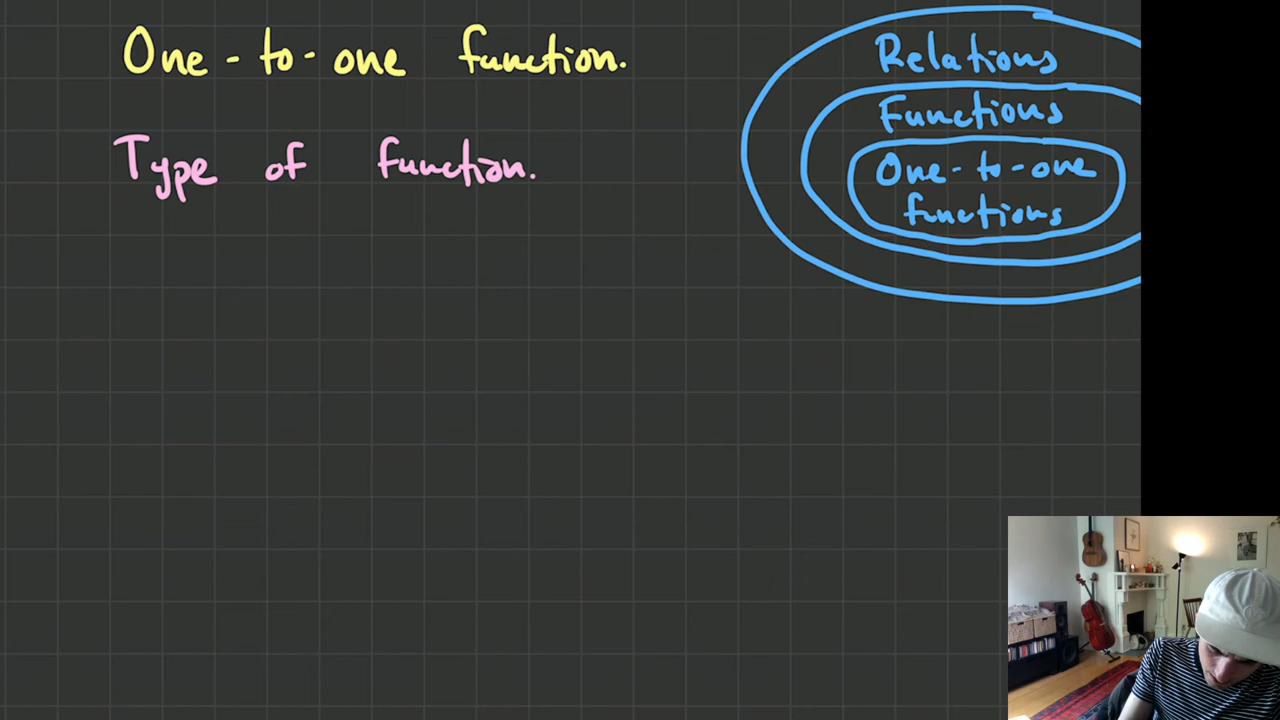 One-to-one function.
Type of function.
Relations
Functions
One-to-one
functions